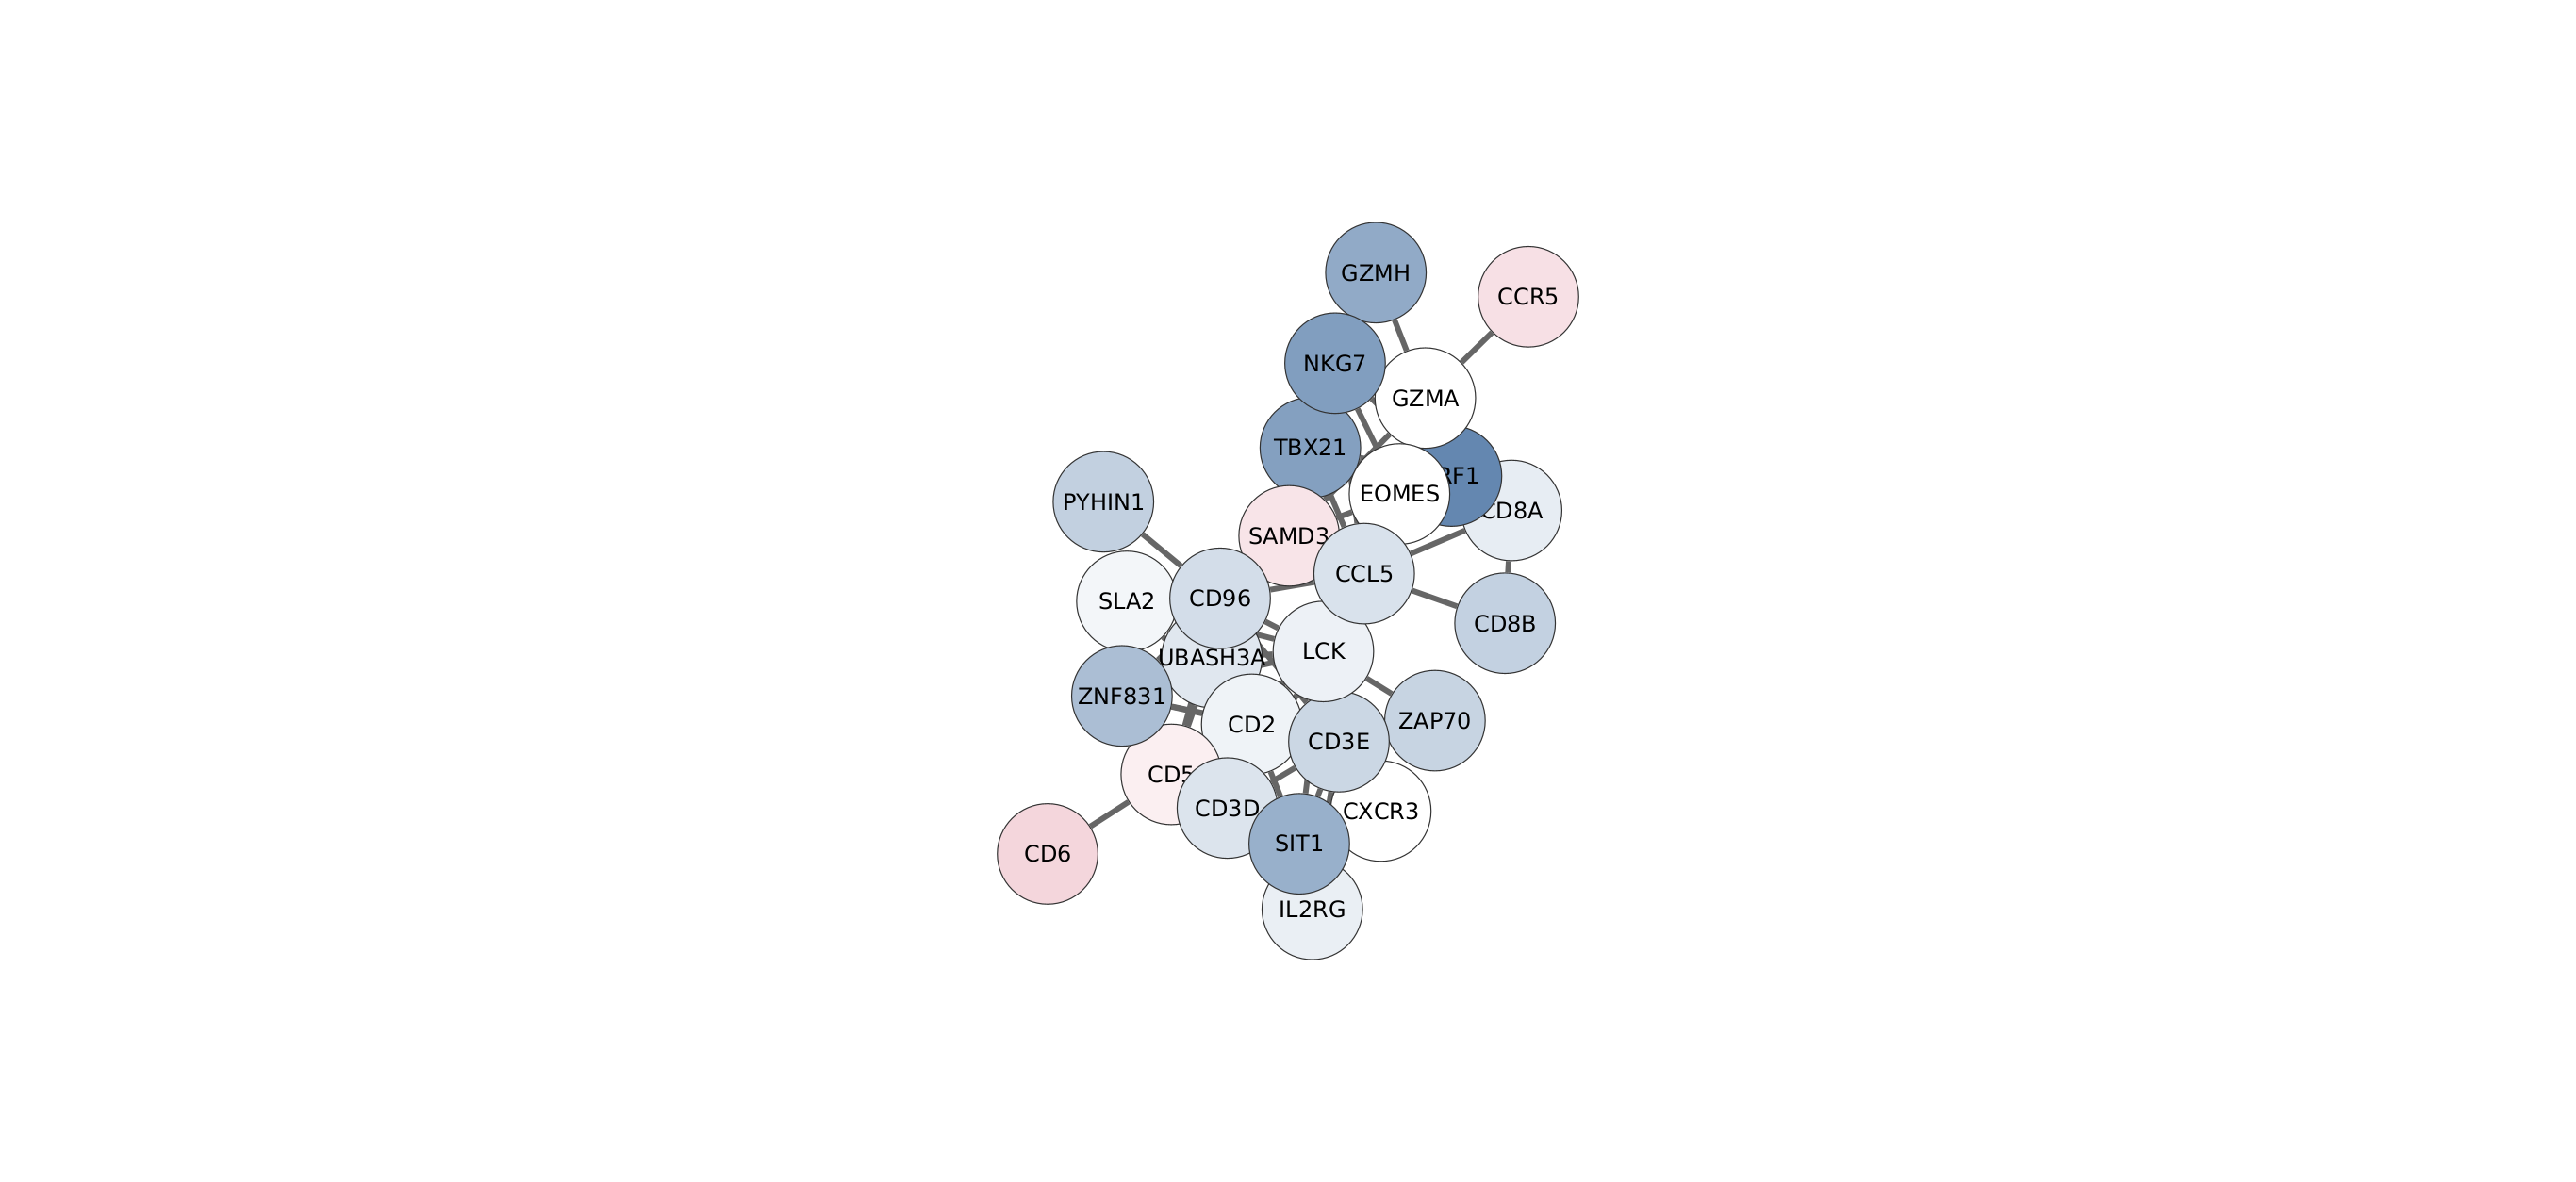 GZMH
CCR5
NKG7
GZMA
TBX21
RF1
EOMES
PYHIN1
CD8A
SAMD3
CCL5
CD96
SLA2
CD8B
LCK
UBASH3A
ZNF831
ZAP70
CD2
CD3E
CD5
CD3D
CXCR3
SIT1
CD6
IL2RG